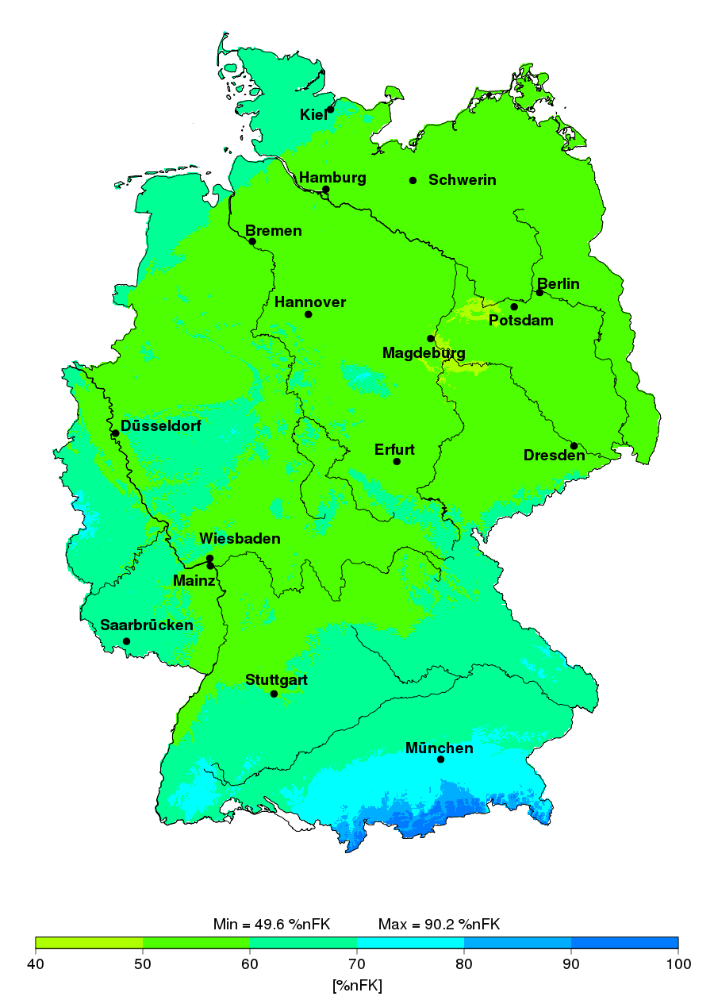 Kiel
Hamburg
Schwerin
Bremen
Berlin
Hannover
Potsdam
Magdeburg
Düsseldorf
Erfurt
Dresden
Wiesbaden
Mainz
Saarbrücken
Stuttgart
München
Min = 49.6 %nFK Max = 90.2 %nFK
40 50 60 70 80 90 100
[%nFK]